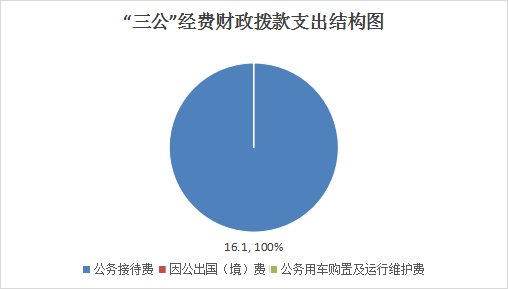 “三公”经费财政拨款支出结构图
16.1, 100%
公务接待费 因公出国（境）费 公务用车购置及运行维护费